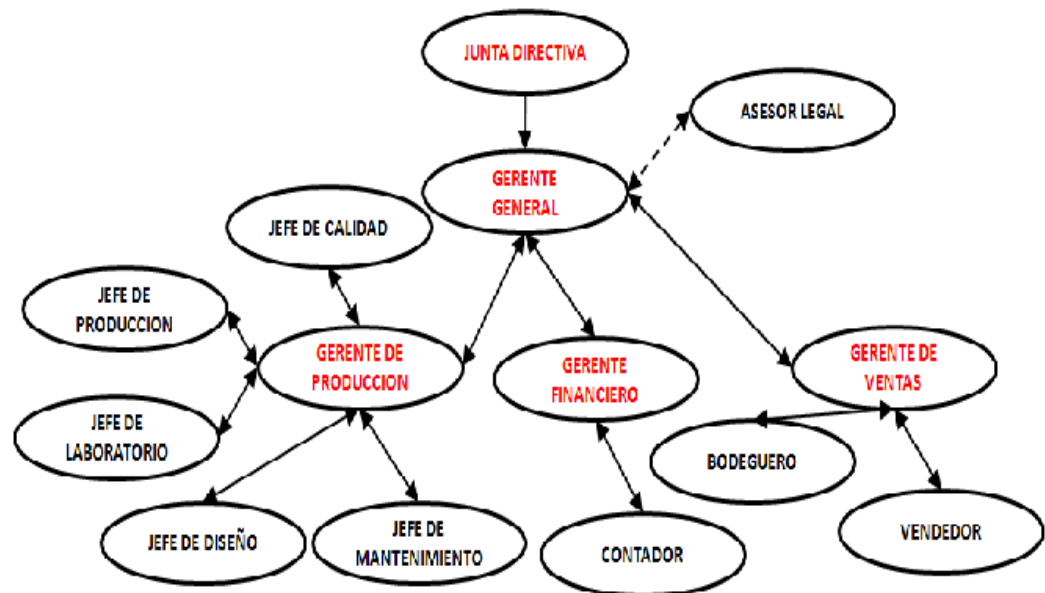 JUNTA DIRECTIVA
ASESOR LEGAL
GERENTE
GENERAL
JEFE DE CALIDAD
JEFE DE
PRODUCCION
GERENTE DE
PRODUCCION
GERENTE
FINANCIERO
GERENTE DE
VENTAS
JEFE DE
LABORATORIO
BODEGUERO
JEFE DE DISEÑO
JEFE DE
MANTENIMIENTO
CONTADOR
VENDEDOR